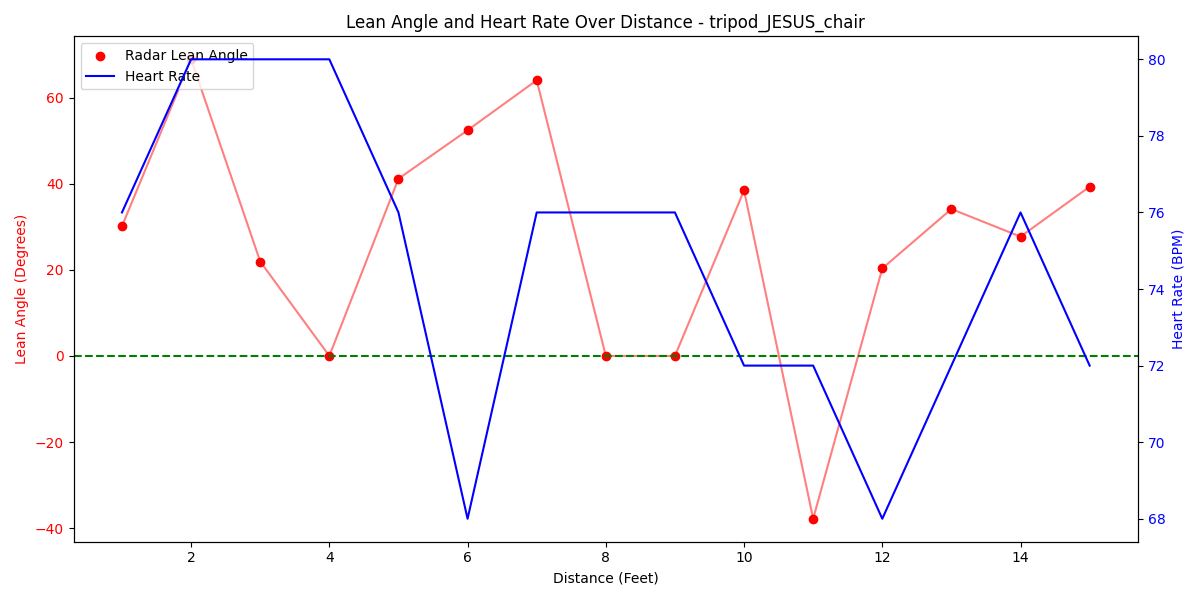 Lean Angle and Heart Rate Over Distance - tripod_JESUS_chair
Radar Lean Angle
Heart Rate
60
40
20
0
−20
−40
Lean Angle (Degrees)
80
78
76
74
72
70
68
Heart Rate (BPM)
2 4 6 8 10 12 14
Distance (Feet)